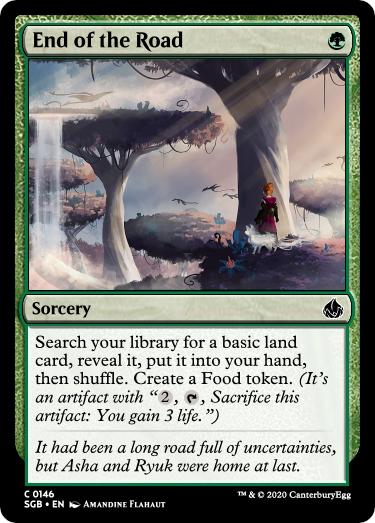 End of the Road
Sorcery
Search your library for a basic land
card, reveal it, put it into your hand,
then shuffle. Create a Food token. (It's
an artifact with “2, , Sacrifice this
artifact: You gain 3 life.”)
It had been a long road full of uncertainties,
but Asha and Ryuk were home at last.
C 0146
SGB • EN Amandine Flahaut
™ & © 2020 CanterburyEgg